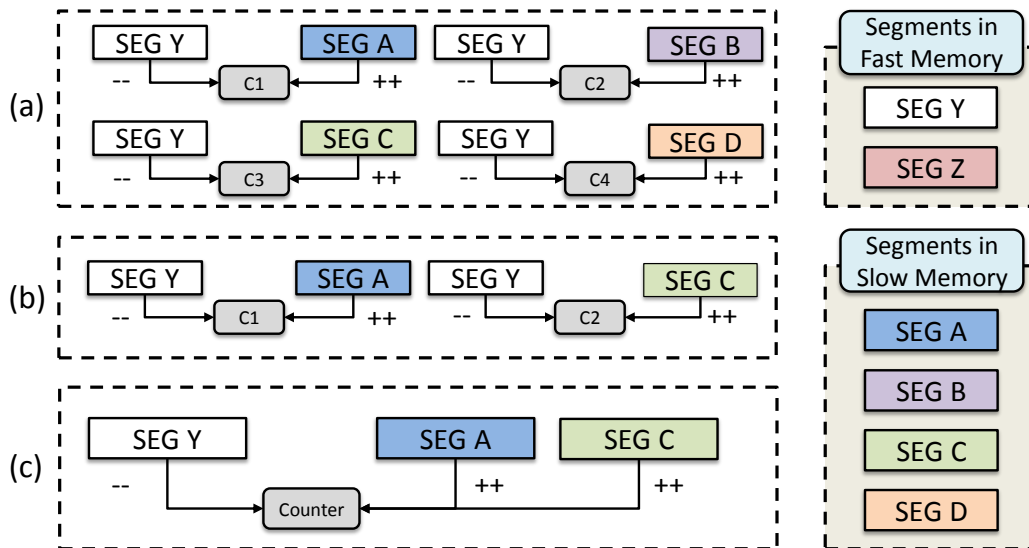 (a)
SEG Y
SEG A
SEG Y
SEG B
--
C1
++
--
C2
++
SEG Y
SEG C
SEG Y
SEG D
--
C3
++
--
C4
++
(b)
SEG Y
SEG A
SEG Y
SEG C
--
C1
++
--
C2
++
(c)
SEG Y
SEG A
SEG C
--
++
++
Counter
Segments in
Fast Memory
SEG Y
SEG Z
Segments in
Slow Memory
SEG A
SEG B
SEG C
SEG D